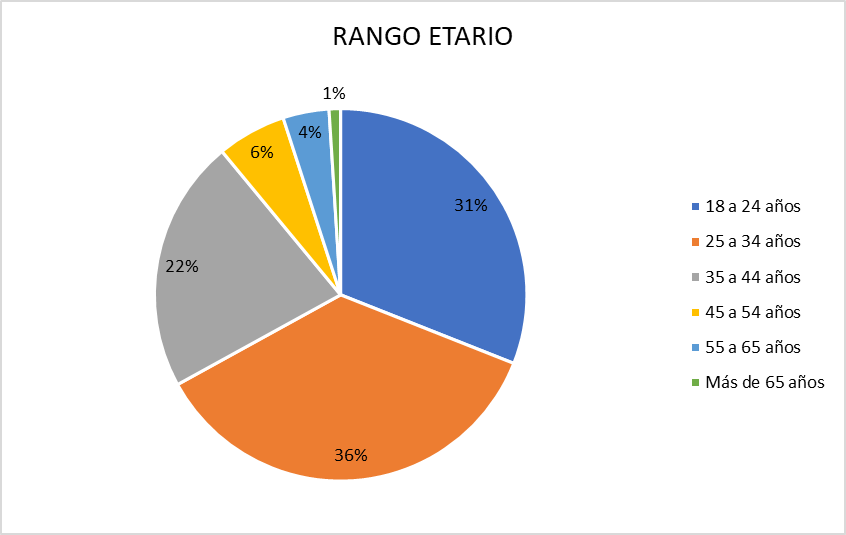 RANGO ETARIO
1%
4%
6%
31%
22%
36%
18 a 24 años
25 a 34 años
35 a 44 años
45 a 54 años
55 a 65 años
Más de 65 años